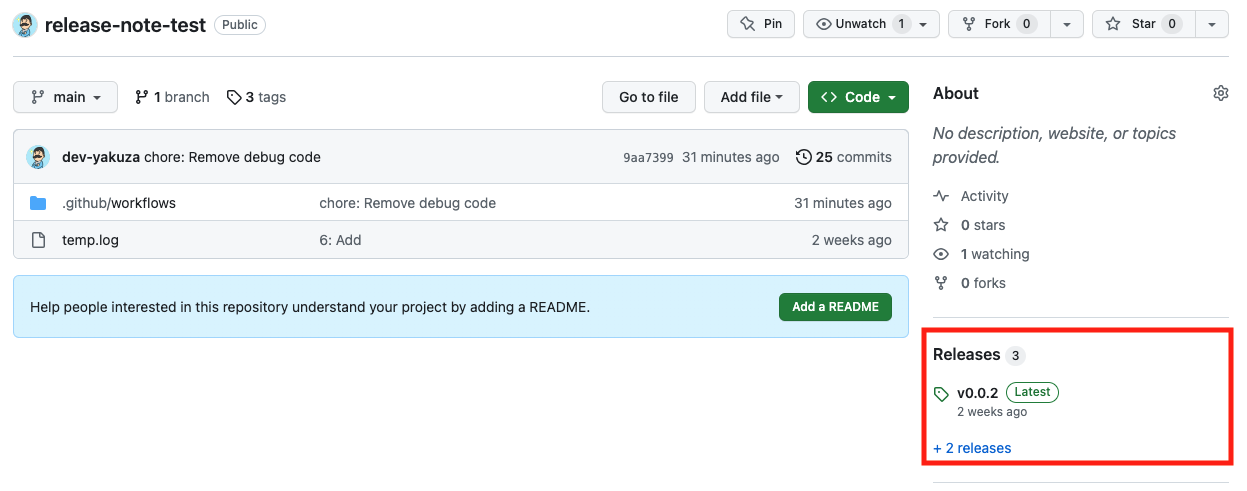 release-note-test Public Pin Unwatch 1 Fork 0 Star 0
main 1 branch 3 tags Go to file Add file Code
dev-yakuza chore: Remove debug code 9aa7399 31 minutes ago 25 commits
.github/workflows chore: Remove debug code 31 minutes ago
temp.log 6: Add 2 weeks ago
Help people interested in this repository understand your project by adding a README. Add a README
About
No description, website, or topics
provided.
Activity
0 stars
1 watching
0 forks
Releases 3
v0.0.2 Latest
2 weeks ago
+ 2 releases